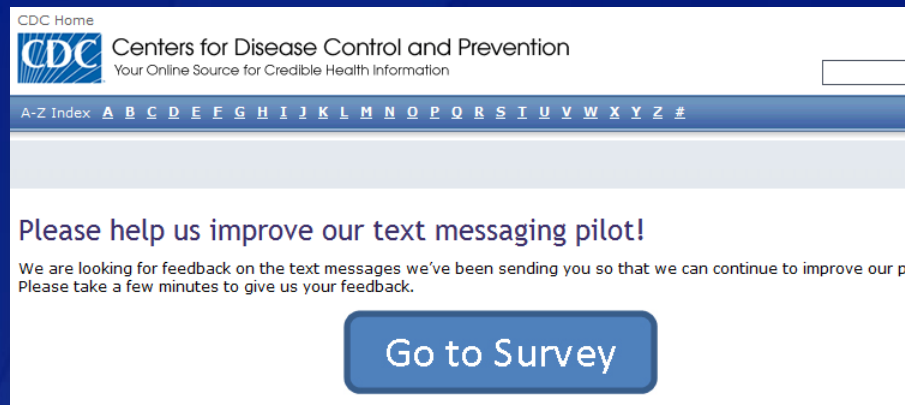 CDC Home
CDC Centers for Disease Control and Prevention
Your Online Source for Credible Health Information
A-Z Index A B C D E F G H I J K L M N O P Q R S T U V W X Y Z #
Please help us improve our text messaging pilot!
We are looking for feedback on the text messages we've been sending you so that we can continue to improve our p
Please take a few minutes to give us your feedback.
Go to Survey